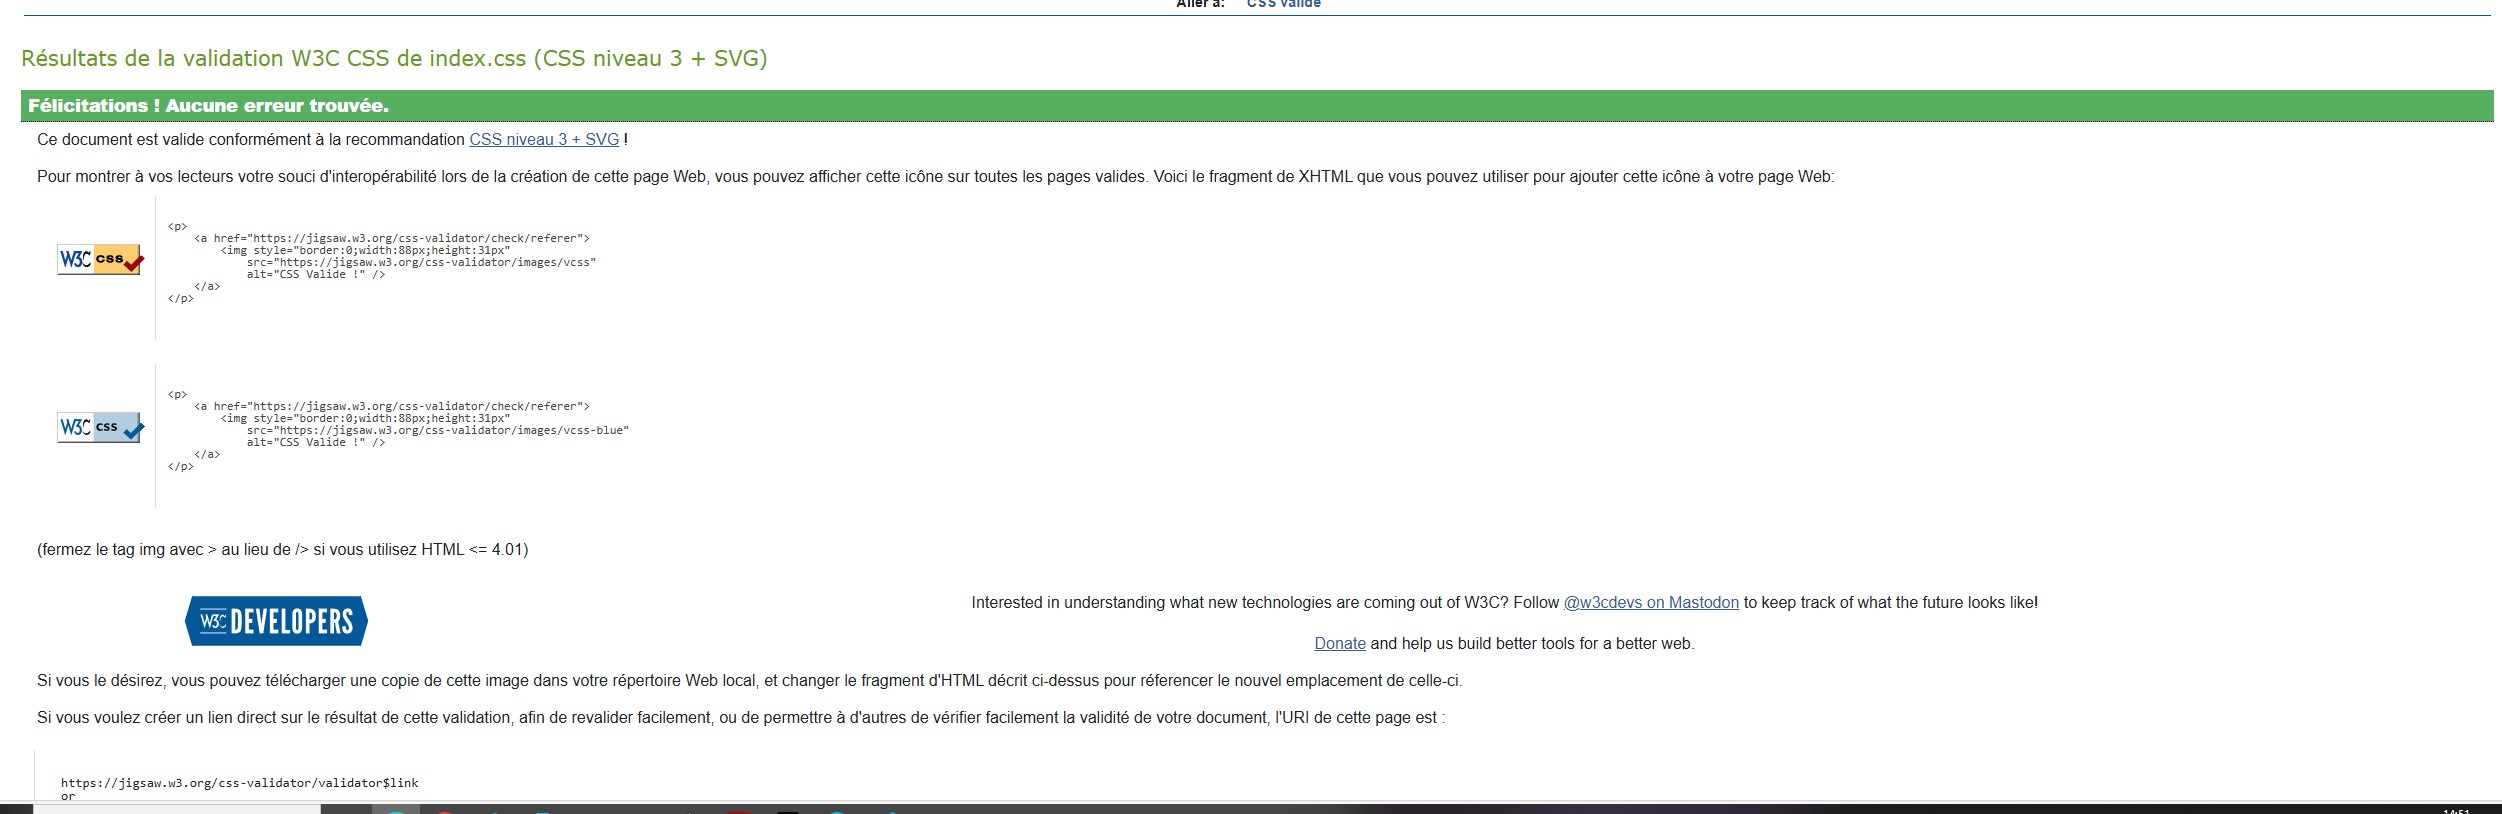 Aller à: CSS valide
Résultats de la validation W3C CSS de index.css (CSS niveau 3 + SVG)
Félicitations ! Aucune erreur trouvée.
Ce document est valide conformément à la recommandation CSS niveau 3 + SVG !
Pour montrer à vos lecteurs votre souci d'interopérabilité lors de la création de cette page Web, vous pouvez afficher cette icône sur toutes les pages valides. Voici le fragment de XHTML que vous pouvez utiliser pour ajouter cette icône à votre page Web:
W3C css
<p>
<a href="https://jigsaw.w3.org/css-validator/check/referer">
<img style="border:0;width:88px;height:31px"
src="https://jigsaw.w3.org/css-validator/images/vcss"
alt="CSS Valide !" />
</a>
</p>
W3C css
<p>
<a href="https://jigsaw.w3.org/css-validator/check/referer">
<img style="border:0;width:88px;height:31px"
src="https://jigsaw.w3.org/css-validator/images/vcss-blue"
alt="CSS Valide !" />
</a>
</p>
(fermez le tag img avec > au lieu de /> si vous utilisez HTML <= 4.01)
W3C DEVELOPERS
Interested in understanding what new technologies are coming out of W3C? Follow @w3cdevs on Mastodon to keep track of what the future looks like!
Donate and help us build better tools for a better web.
Si vous le désirez, vous pouvez télécharger une copie de cette image dans votre répertoire Web local, et changer le fragment d'HTML décrit ci-dessus pour réferencer le nouvel emplacement de celle-ci.
Si vous voulez créer un lien direct sur le résultat de cette validation, afin de revalider facilement, ou de permettre à d'autres de vérifier facilement la validité de votre document, l'URI de cette page est :
https://jigsaw.w3.org/css-validator/validator$link
or